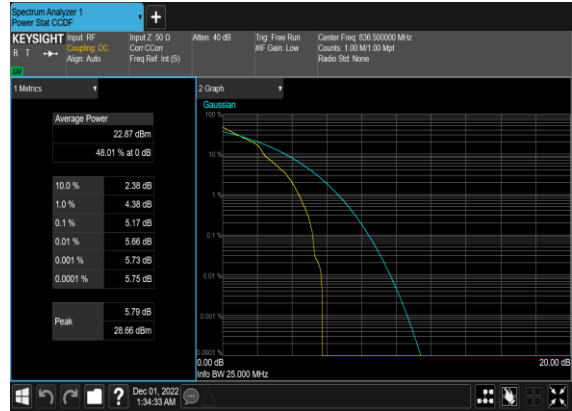 Spectrum Analyzer 1
Power Stat CCDF
KEYSIGHT
R T
LXI
Input: RF
Coupling: DC
Align: Auto
Input Z: 50 Ω
Corr CCorr
Freq Ref: Int (S)
Atten: 40 dB
Trig: Free Run
#IF Gain: Low
Center Freq: 836.500000 MHz
Counts: 1.00 M/1.00 Mpt
Radio Std: None
1 Metrics
Average Power
22.87 dBm
48.01 % at 0 dB
10.0 % 2.38 dB
1.0 % 4.38 dB
0.1 % 5.17 dB
0.01 % 5.66 dB
0.001 % 5.73 dB
0.0001 % 5.75 dB
Peak 5.79 dB
28.66 dBm
2 Graph
Gaussian
100 %
10 %
1 %
0.1 %
0.01 %
0.001 %
0.0001 %
0.00 dB 20.00 dB
Info BW 25.000 MHz
? Dec 01, 2022
1:34:33 AM